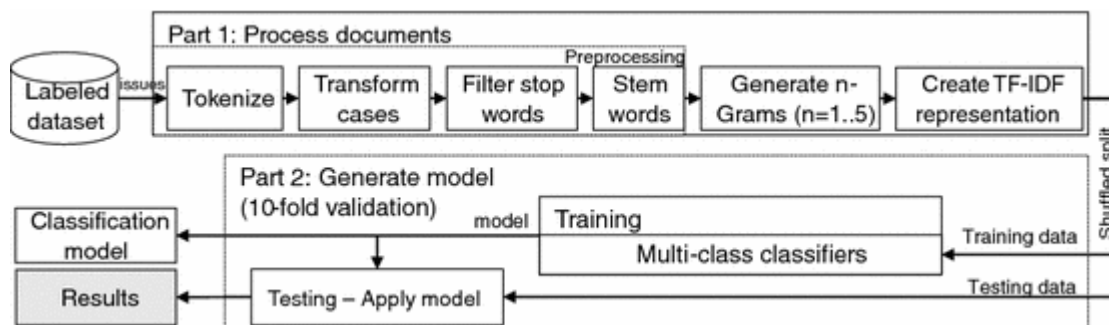 Part 1: Process documents
Preprocessing
Labeled
dataset
issues
Tokenize
Transform
cases
Filter stop
words
Stem
words
Generate n-
Grams (n=1..5)
Create TF-IDF
representation
Shuffled split
Part 2: Generate model
(10-fold validation)
Classification
model
model
Training
Multi-class classifiers
Training data
Results
Testing – Apply model
Testing data